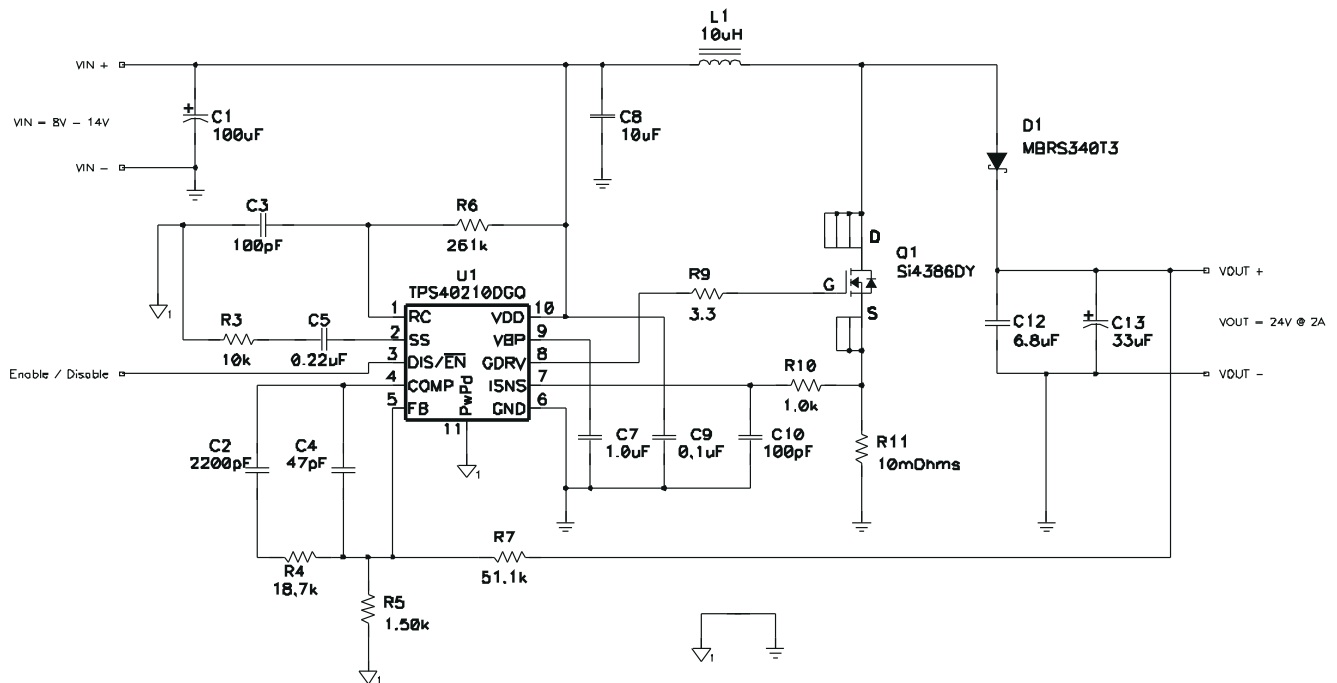 L1
10uH
VIN +
VIN = 8V - 14V
VIN -
C1
100uF
C8
10uF
D1
MBRS340T3
C3
100pF
R6
261k
U1
TPS40210DGQ
R9
3.3
D
G
S
Q1
Si4386DY
VOUT +
VOUT = 24V @ 2A
VOUT -
C12
6.8uF
C13
33uF
1
R3
10k
C5
0.22uF
Enable / Disable
1 RC VDD 10
2 SS VBP 9
3 DIS/EN GDRV 8
4 COMP ISNS 7
5 FB GND 6
PwPd
11
1
R10
1.0k
C2
2200pF
C4
47pF
C7
1.0uF
C9
0.1uF
C10
100pF
R11
10mOhms
R4
18.7k
R7
51.1k
R5
1.50k
1
1